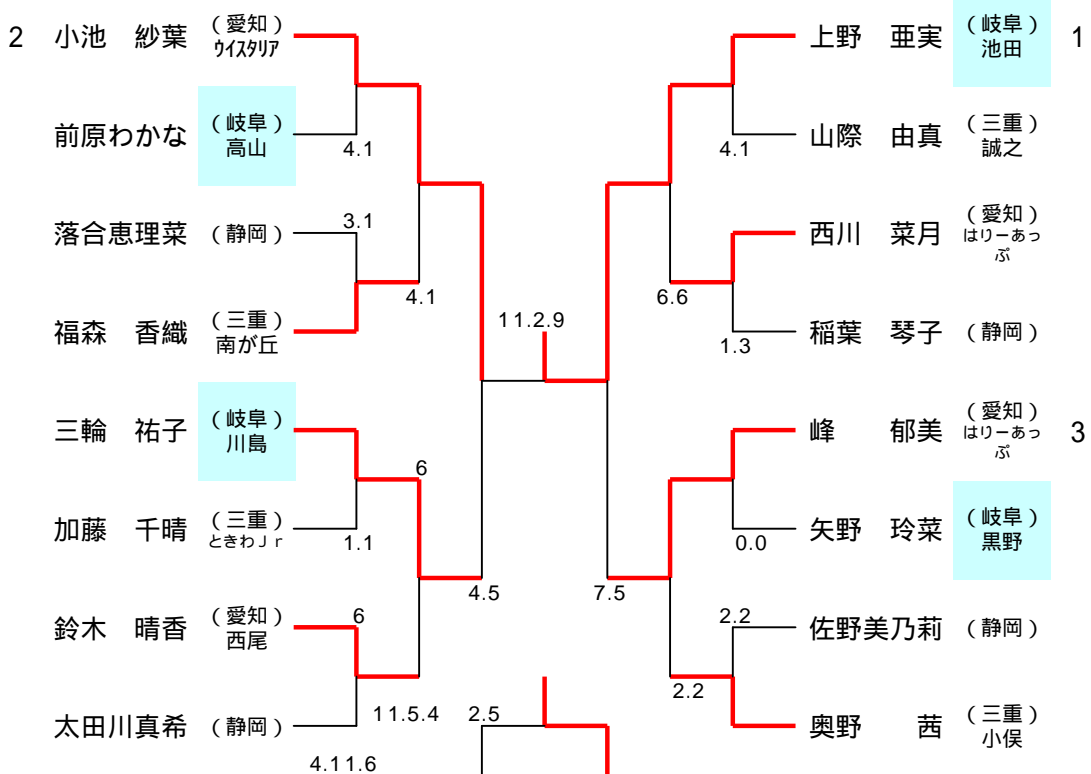 2 小池 紗葉 (愛知) ウイスタリア
前原わかな (岐阜) 高山
4.1
落合恵理菜 (静岡)
3.1
福森 香織 (三重) 南が丘
4.1
三輪 祐子 (岐阜) 川島
6
加藤 千晴 (三重) ときわJr
1.1
4.5
鈴木 晴香 (愛知) 西尾
6
太田川真希 (静岡)
11.5.4
4.11.6
11.2.9
2.5
上野 亜実 (岐阜) 池田 1
山際 由真 (三重) 誠之
4.1
西川 菜月 (愛知) はりーあっぷ
6.6
稲葉 琴子 (静岡)
1.3
峰 郁美 (愛知) はりーあっぷ 3
矢野 玲菜 (岐阜) 黒野
0.0
7.5
佐野美乃莉 (静岡)
2.2
2.2
奥野 茜 (三重) 小俣